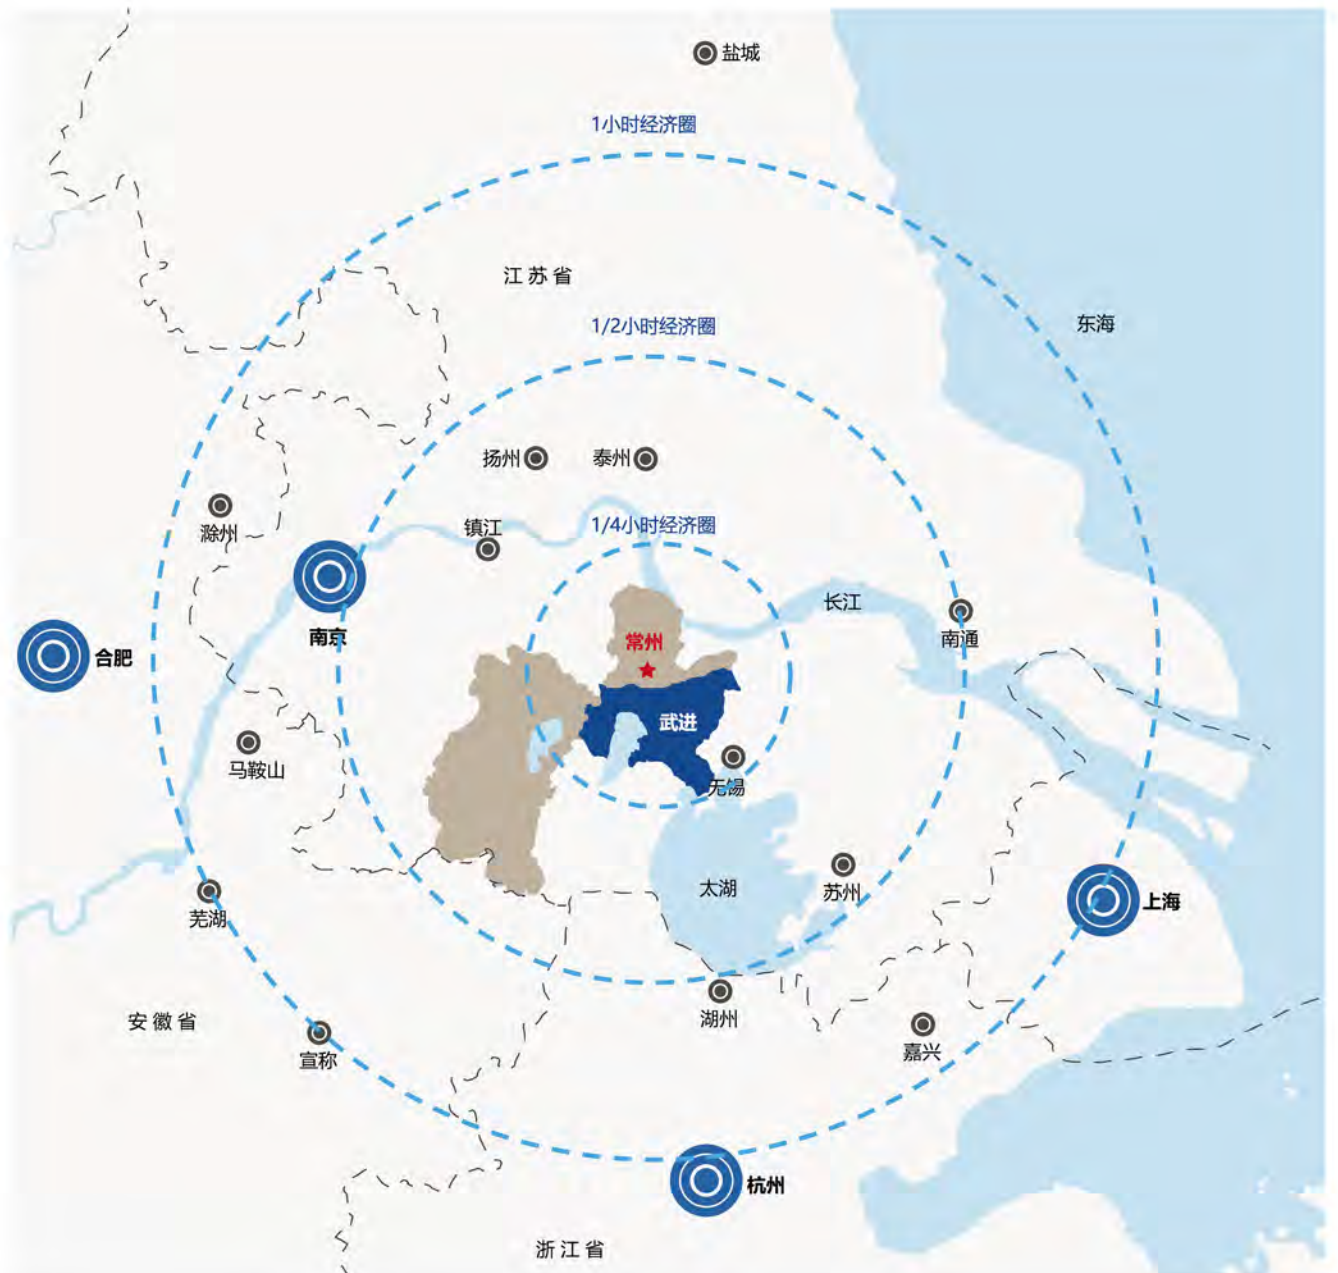 盐城
1小时经济圈
江苏省
1/2小时经济圈
东海
扬州
泰州
滁州
镇江
1/4小时经济圈
长江
南京
常州
南通
合肥
武进
马鞍山
无锡
太湖
苏州
上海
芜湖
安徽省
湖州
宣称
嘉兴
杭州
浙江省